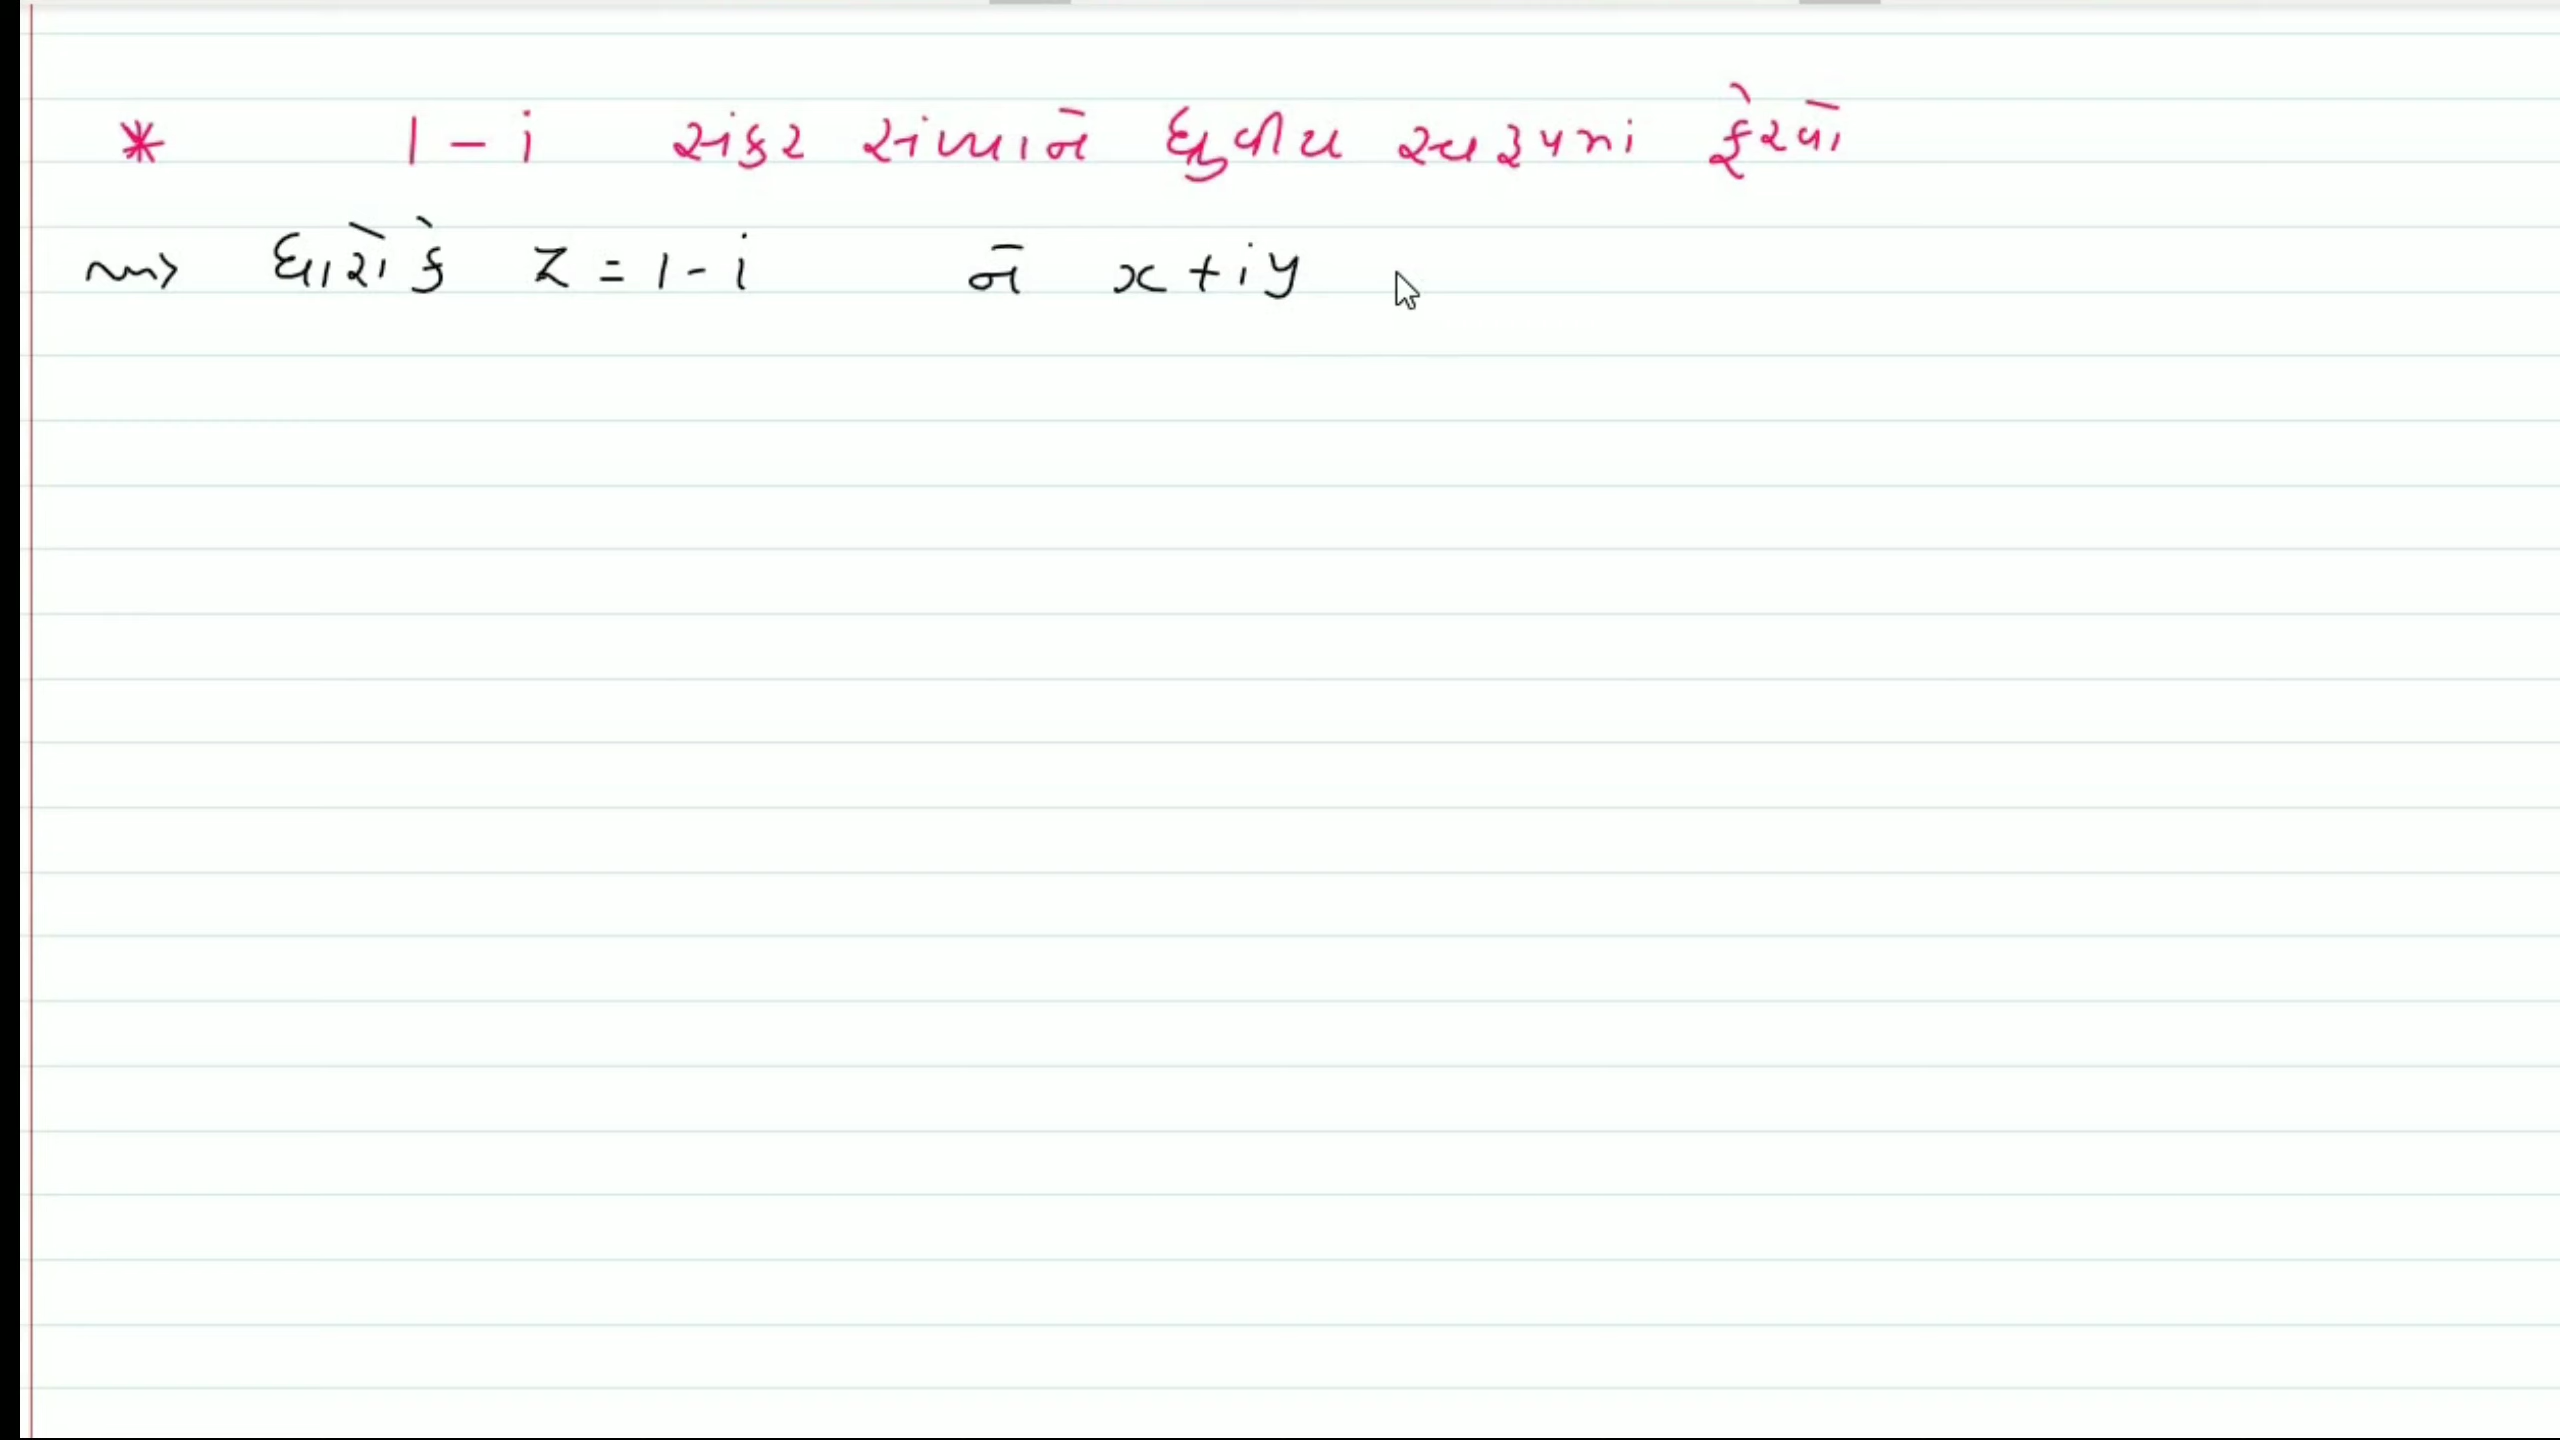 * 1 - i સંકર સંખ્યાને ધ્રુવીય સ્વરૂપમાં ફેરવો
~~> ધારો કે z = 1 - i ને x + iy